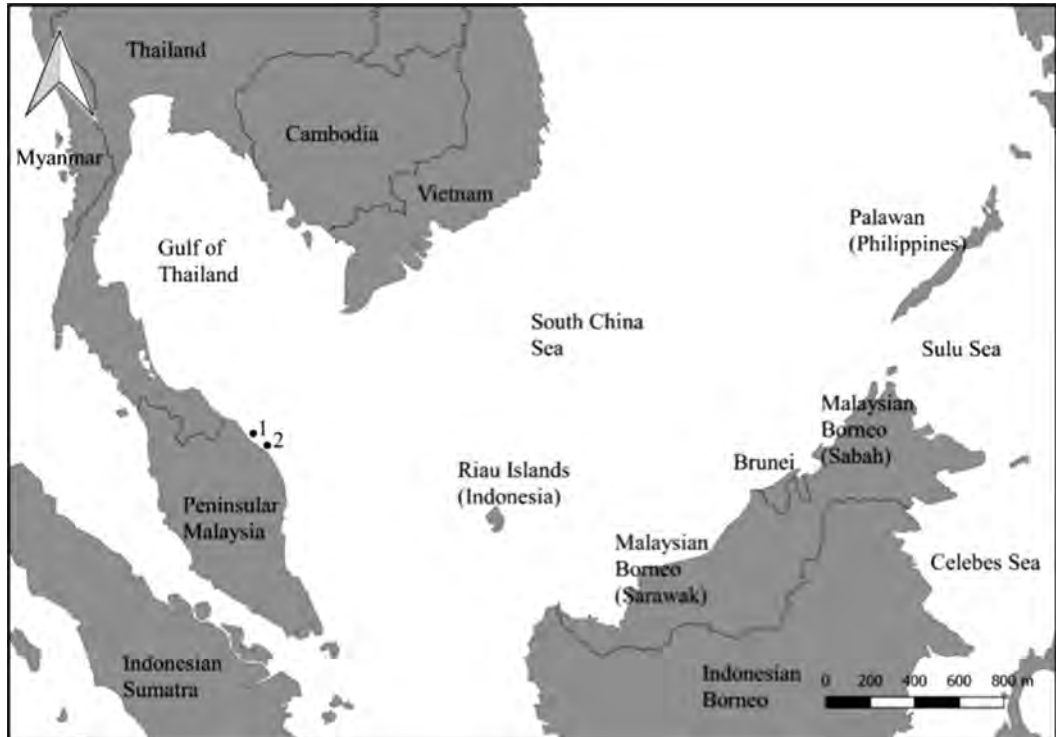 Thailand
Cambodia
Myanmar
Vietnam
Palawan
(Philippines)
Gulf of
Thailand
South China
Sea
Sulu Sea
Malaysian
Borneo
(Sabah)
1
2
Brunei
Riau Islands
(Indonesia)
Peninsular
Malaysia
Malaysian
Borneo
(Sarawak)
Celebes Sea
Indonesian
Sumatra
Indonesian
Borneo
0 200 400 600 800 m